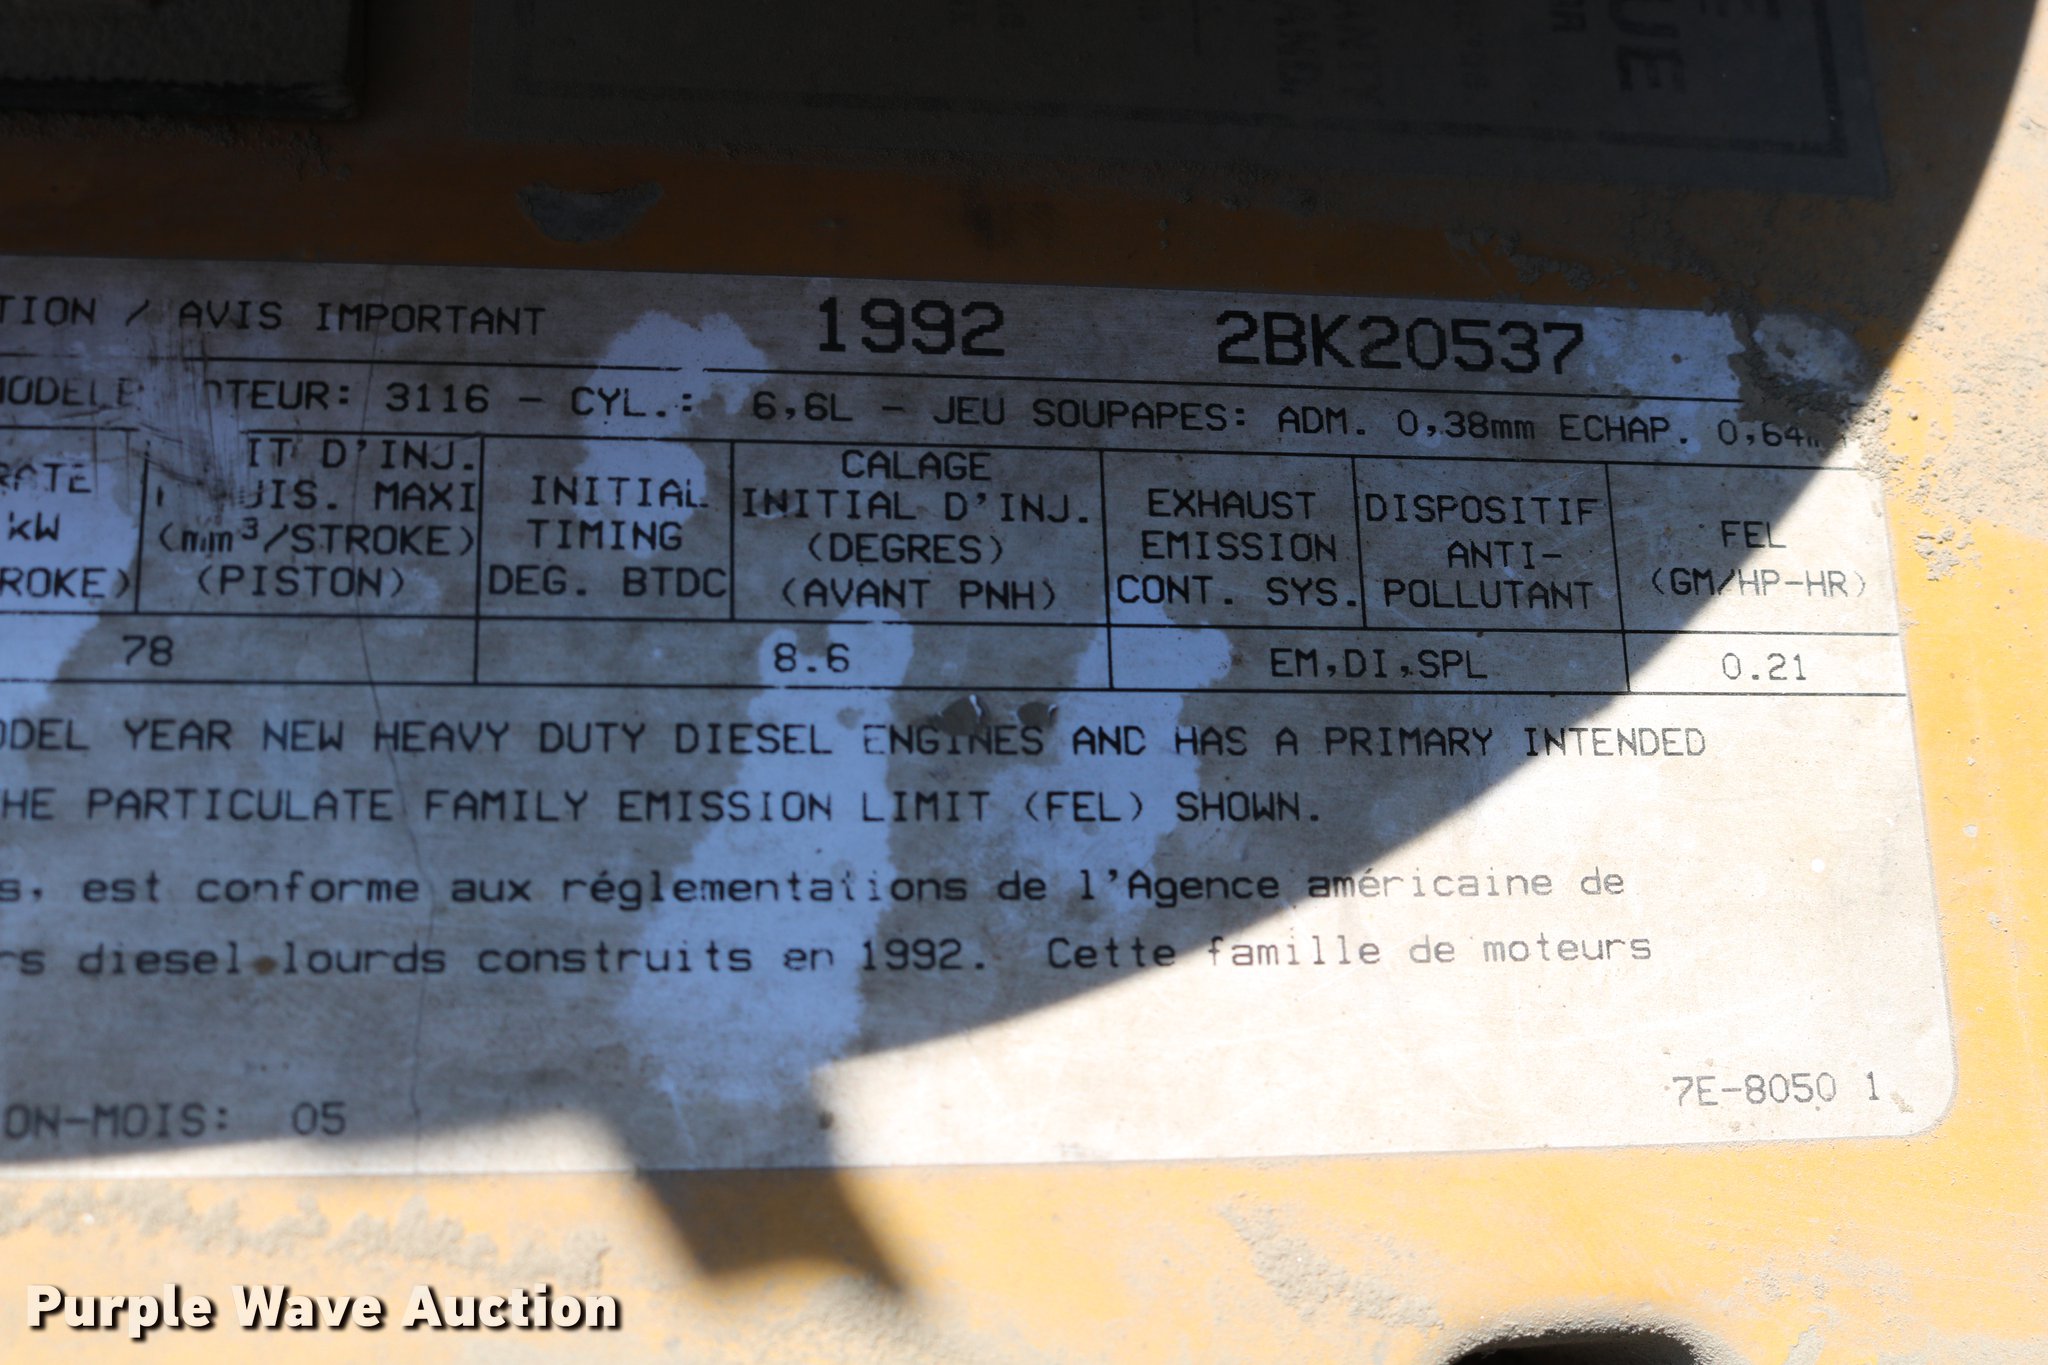 UE
TION / AVIS IMPORTANT 1992 2BK20537
MODELE MOTEUR: 3116 - CYL.: 6,6L - JEU SOUPAPES: ADM. 0,38mm ECHAP. 0,64
RATE
kW
ROKE)
IT D'INJ.
UIS. MAXI
(mm³/STROKE)
(PISTON)
INITIAL
TIMING
DEG. BTDC
CALAGE
INITIAL D'INJ.
(DEGRES)
(AVANT PNH)
EXHAUST
EMISSION
CONT. SYS.
DISPOSITIF
ANTI-
POLLUTANT
FEL
(GM/HP-HR)
78 8.6 EM,DI,SPL 0.21
ODEL YEAR NEW HEAVY DUTY DIESEL ENGINES AND HAS A PRIMARY INTENDED
HE PARTICULATE FAMILY EMISSION LIMIT (FEL) SHOWN.
s, est conforme aux réglementations de l'Agence américaine de
rs diesel lourds construits en 1992. Cette famille de moteurs
ON-MOIS: 05
7E-8050 1
Purple Wave Auction